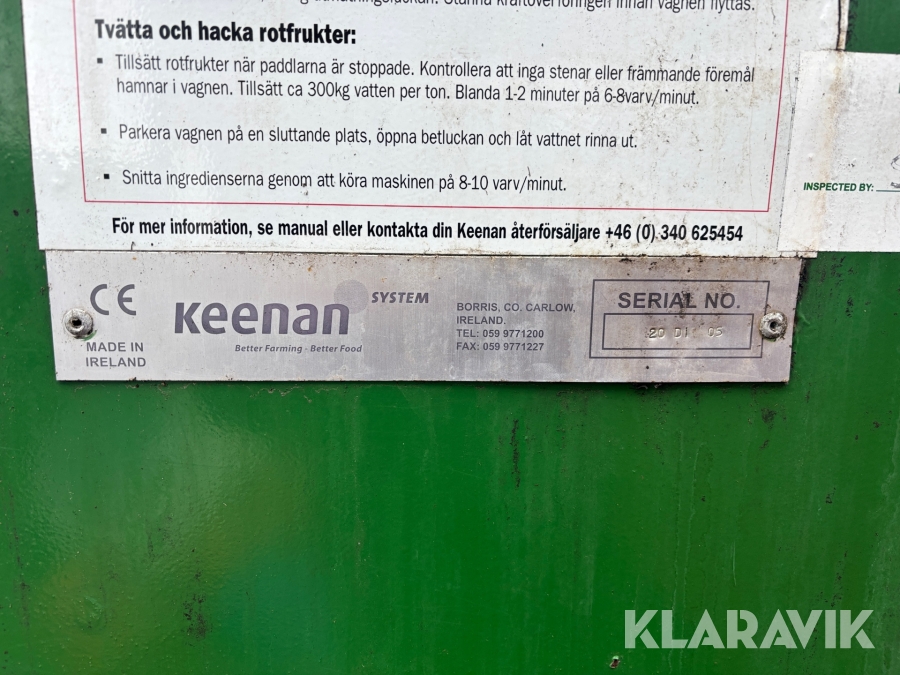 kraftöverföringen innan vagnen flyttas.
Tvätta och hacka rotfrukter:
▪ Tillsätt rotfrukter när paddlarna är stoppade. Kontrollera att inga stenar eller främmande föremål
hamnar i vagnen. Tillsätt ca 300kg vatten per ton. Blanda 1-2 minuter på 6-8varv/minut.
▪ Parkera vagnen på en sluttande plats, öppna betluckan och låt vattnet rinna ut.
▪ Snitta ingredienserna genom att köra maskinen på 8-10 varv/minut.
För mer information, se manual eller kontakta din Keenan återförsäljare +46 (0) 340 625454
INSPECTED BY:
CE
MADE IN
IRELAND
Keenan SYSTEM
Better Farming · Better Food
BORRIS, CO. CARLOW,
IRELAND.
TEL: 059 9771200
FAX: 059 9771227
SERIAL NO.
20 01 05
KLARAVIK